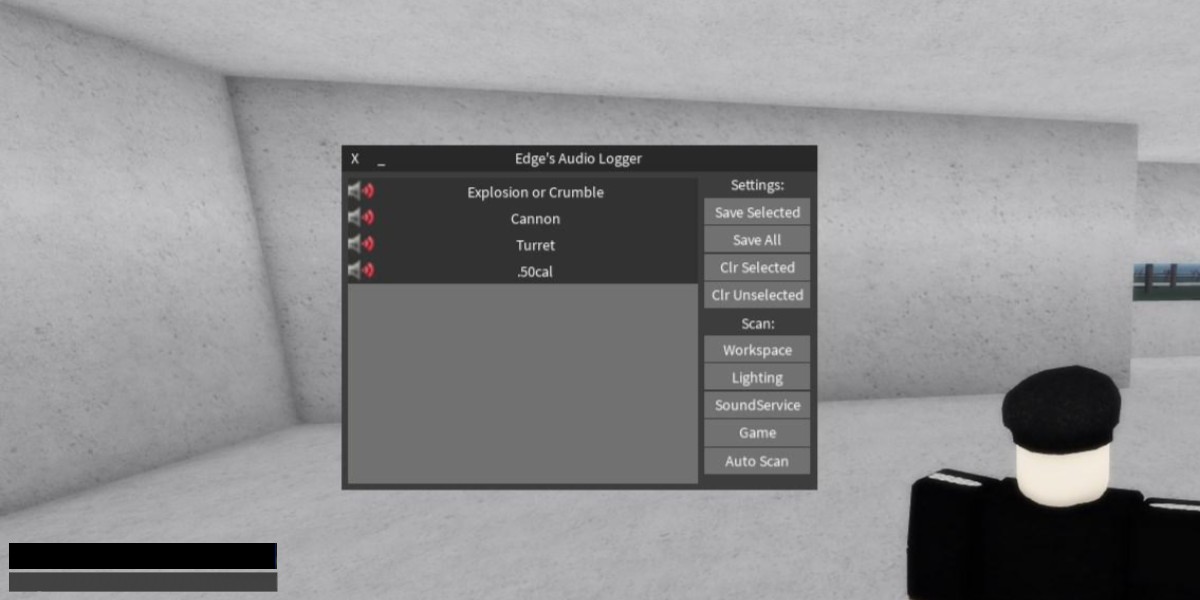 X _ Edge's Audio Logger
Explosion or Crumble
Cannon
Turret
.50cal
Settings:
Save Selected
Save All
Clr Selected
Clr Unselected
Scan:
Workspace
Lighting
SoundService
Game
Auto Scan